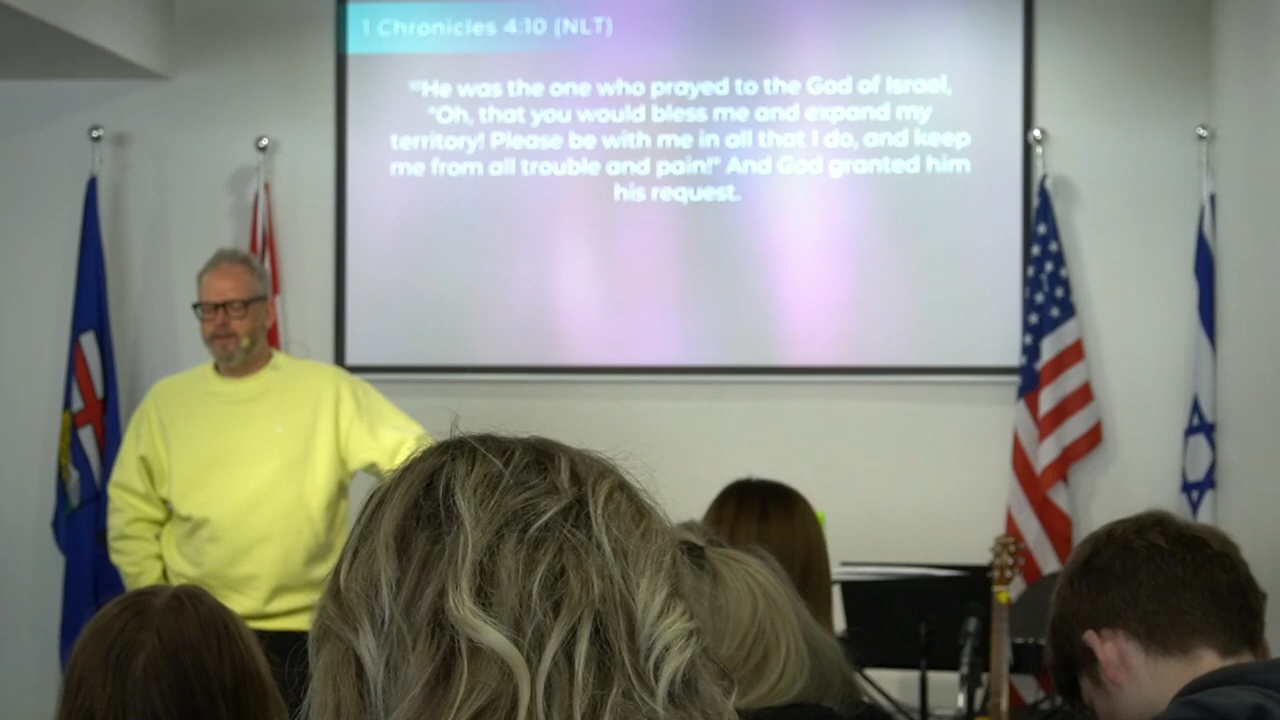 1 Chronicles 4:10 (NLT)
"He was the one who prayed to the God of Israel,
"Oh, that you would bless me and expand my
territory! Please be with me in all that I do, and keep
me from all trouble and pain!" And God granted him
his request.